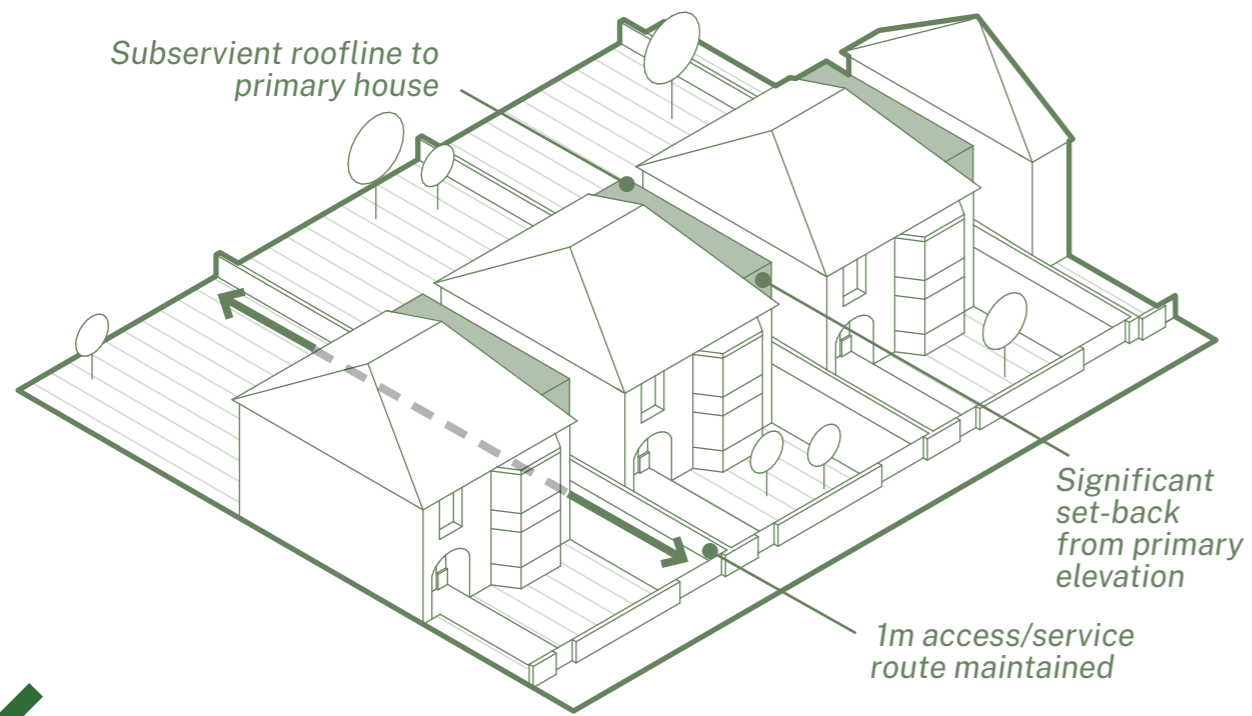 Subservient roofline to
primary house
Significant
set-back
from primary
elevation
1m access/service
route maintained